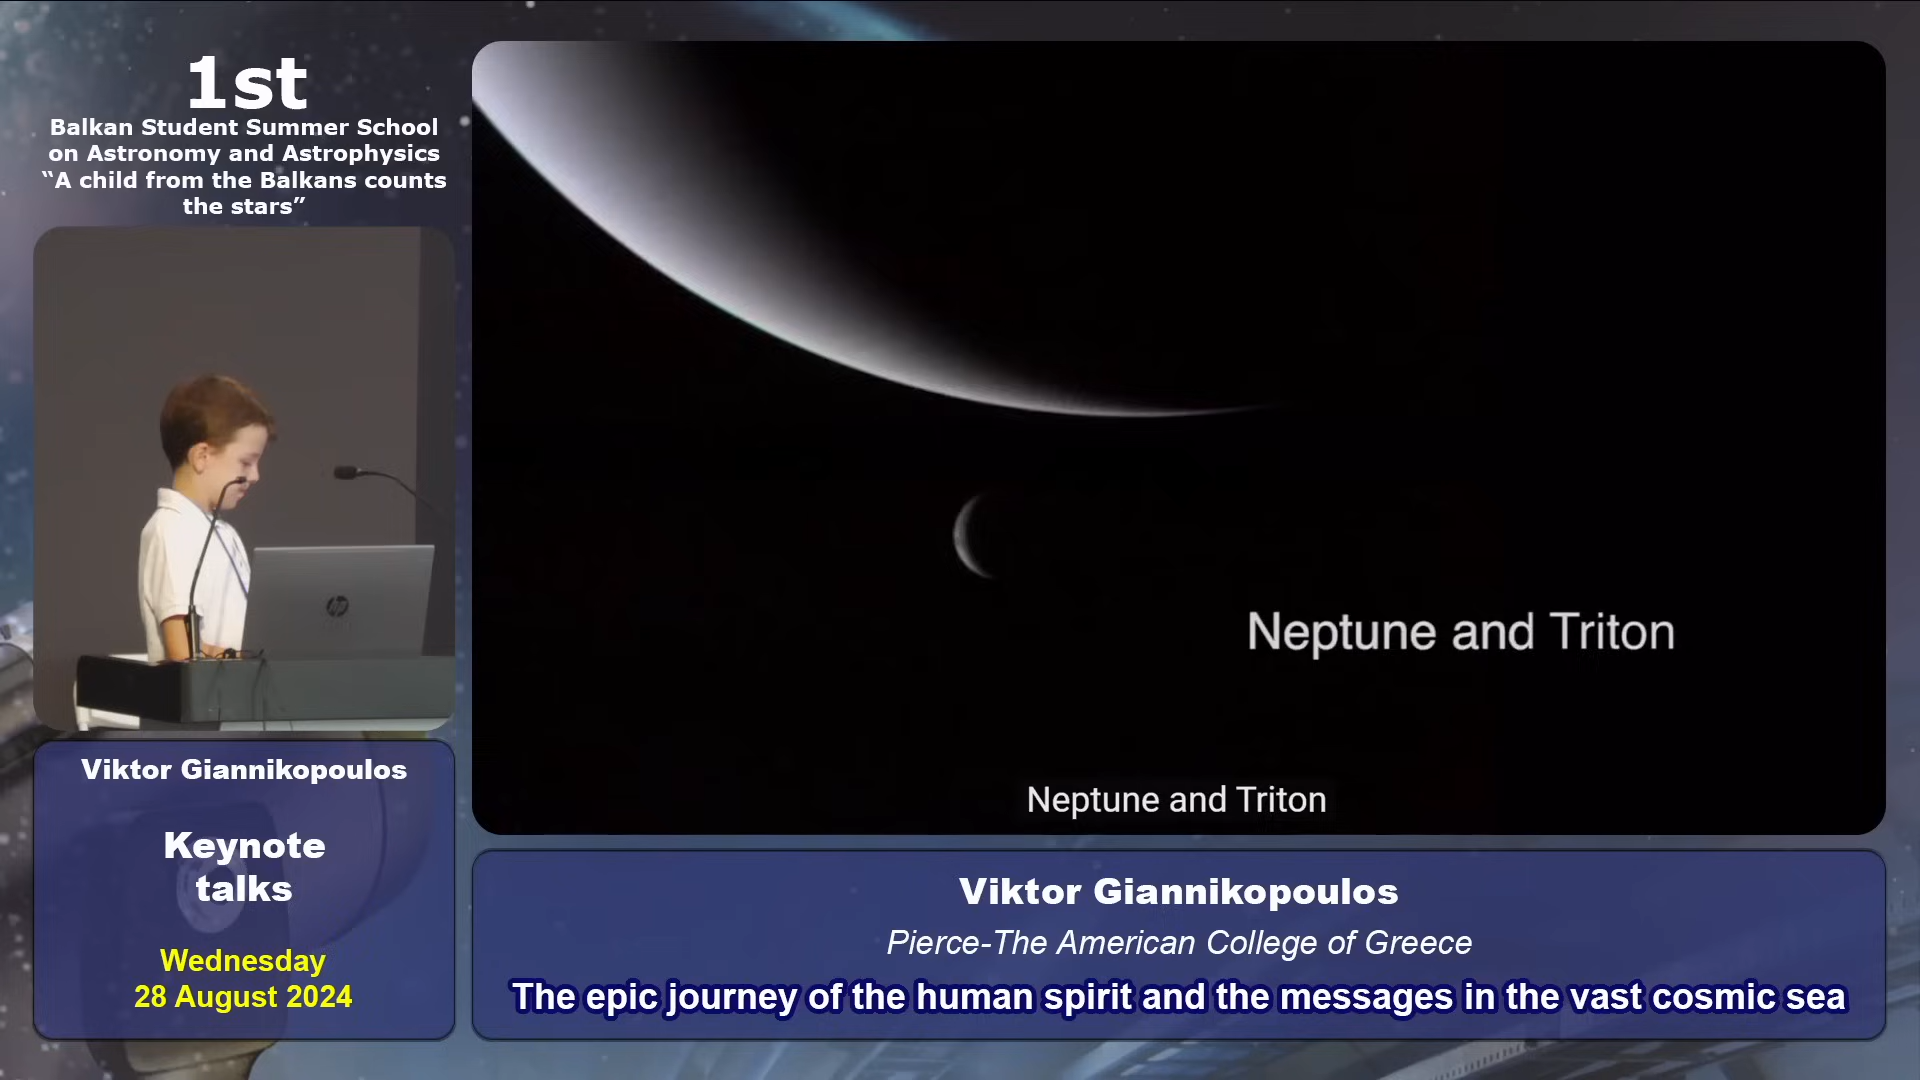 1st
Balkan Student Summer School
on Astronomy and Astrophysics
“A child from the Balkans counts
the stars”
hp
Viktor Giannikopoulos
Keynote
talks
Wednesday
28 August 2024
Neptune and Triton
Neptune and Triton
Viktor Giannikopoulos
Pierce-The American College of Greece
The epic journey of the human spirit and the messages in the vast cosmic sea